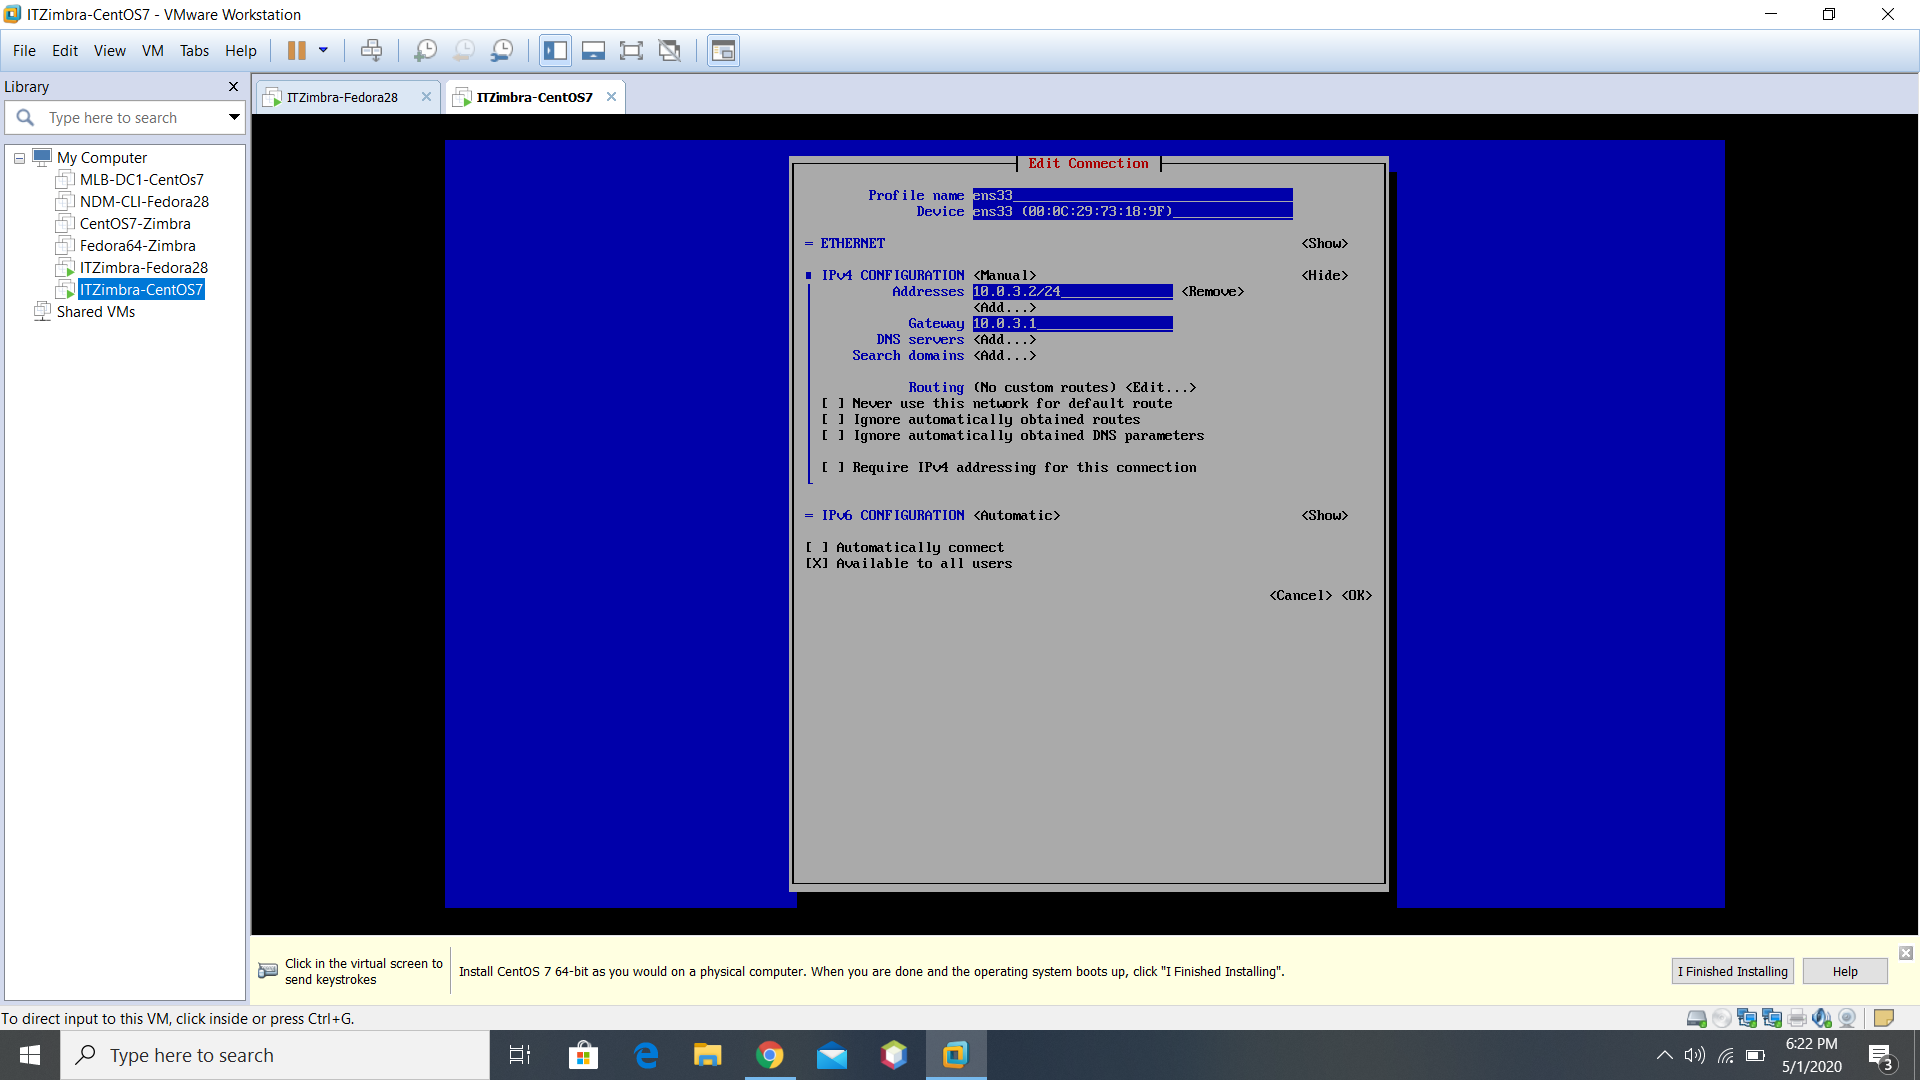 ITZimbra-CentOS7 - VMware Workstation
File Edit View VM Tabs Help
Library X
Type here to search
My Computer
MLB-DC1-CentOs7
NDM-CLI-Fedora28
CentOS7-Zimbra
Fedora64-Zimbra
ITZimbra-Fedora28
ITZimbra-CentOS7
Shared VMs
ITZimbra-Fedora28 ITZimbra-CentOS7
Edit Connection
Profile name ens33
Device ens33 (00:0C:29:73:18:9F)
= ETHERNET <Show>
IPv4 CONFIGURATION <Manual> <Hide>
Addresses 10.0.3.2/24 <Remove>
<Add...>
Gateway 10.0.3.1
DNS servers <Add...>
Search domains <Add...>
Routing (No custom routes) <Edit...>
[ ] Never use this network for default route
[ ] Ignore automatically obtained routes
[ ] Ignore automatically obtained DNS parameters
[ ] Require IPv4 addressing for this connection
= IPv6 CONFIGURATION <Automatic> <Show>
[ ] Automatically connect
[X] Available to all users
<Cancel> <OK>
Click in the virtual screen to
send keystrokes
Install CentOS 7 64-bit as you would on a physical computer. When you are done and the operating system boots up, click "I Finished Installing".
I Finished Installing Help
To direct input to this VM, click inside or press Ctrl+G.
Type here to search
6:22 PM
5/1/2020
3